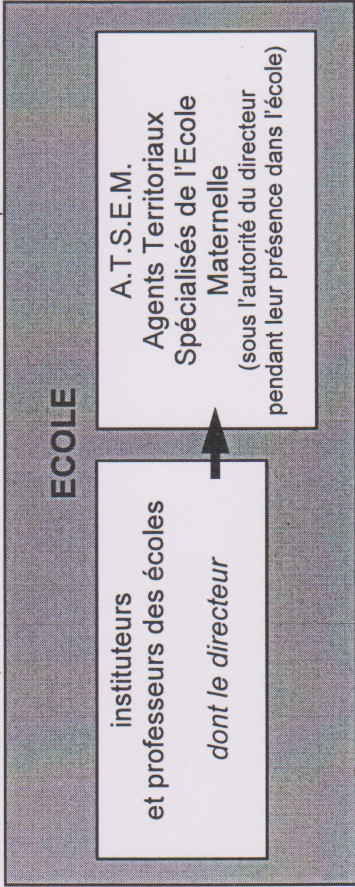 ECOLE
instituteurs
et professeurs des écoles
dont le directeur
A.T.S.E.M.
Agents Territoriaux
Spécialisés de l'Ecole
Maternelle
(sous l'autorité du directeur
pendant leur présence dans l'école)